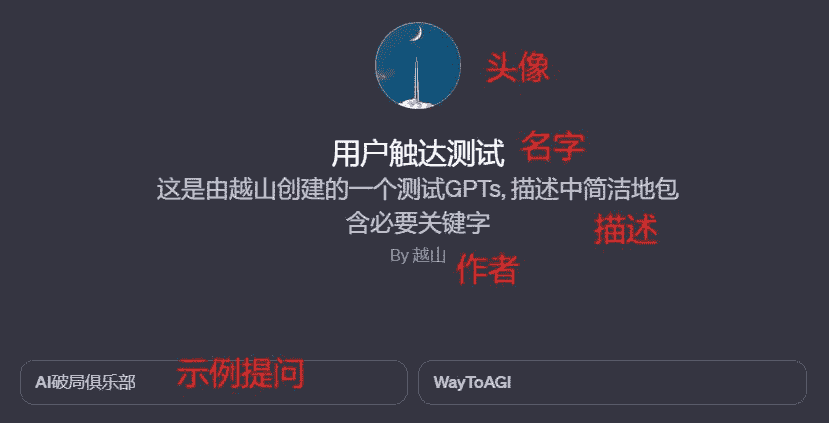 头像
用户触达测试 名字
这是由越山创建的一个测试GPTs, 描述中简洁地包
含必要关键字 描述
By 越山 作者
AI破局俱乐部 示例提问 WayToAGI